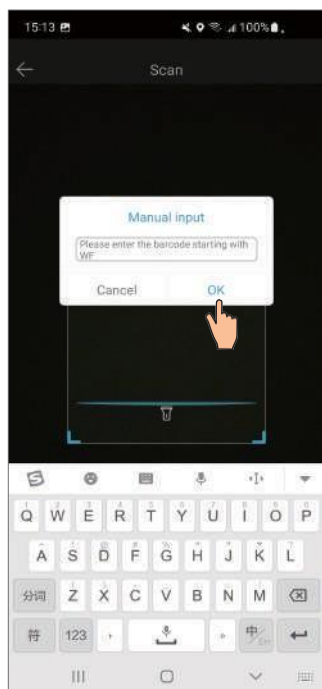 15:13 100%
Scan
Manual input
Please enter the barcode starting with
WF
Cancel OK
Q W E R T Y U I O P
A S D F G H J K L
分词 Z X C V B N M
符 123 , 。 中/En